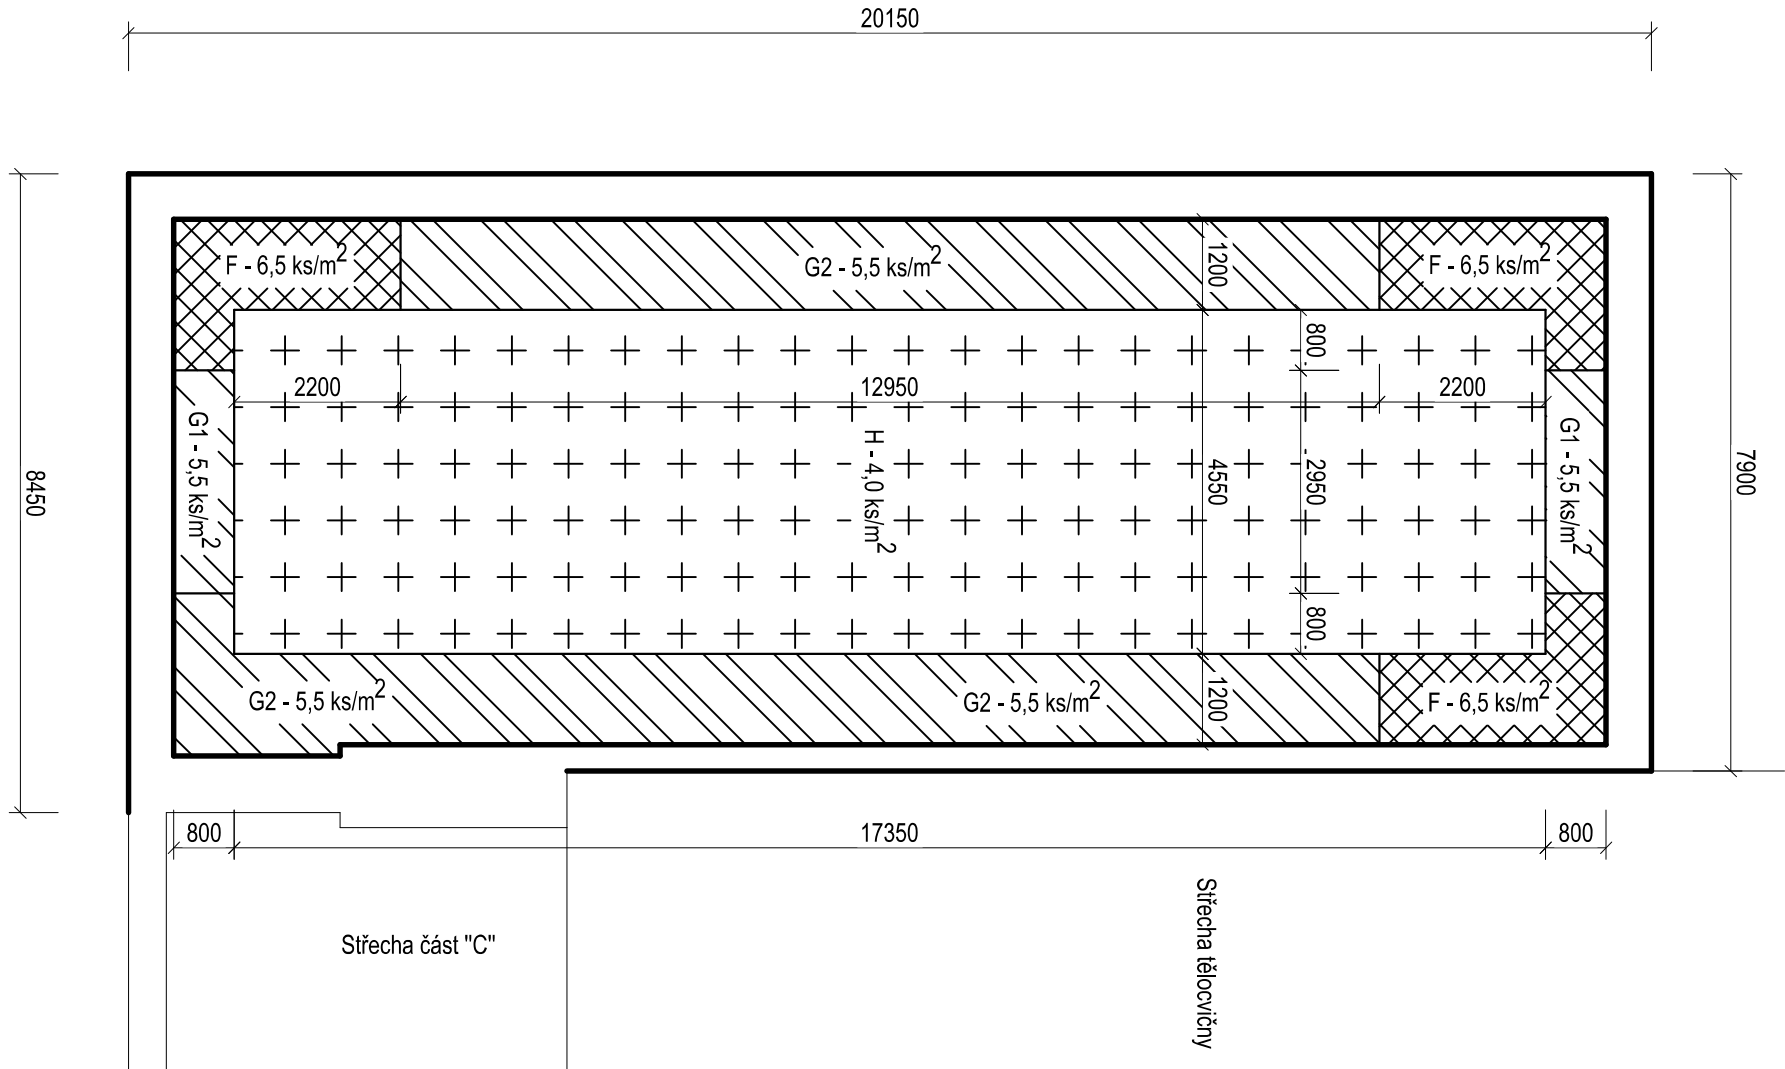 20150
F - 6,5 ks/m2
G2 - 5,5 ks/m2
1200
F - 6,5 ks/m2
800
2200
12950
2200
G1 - 5,5 ks/m2
H - 4,0 ks/m2
4550
2950
G1 - 5,5 ks/m2
8450
7900
800
G2 - 5,5 ks/m2
G2 - 5,5 ks/m2
1200
F - 6,5 ks/m2
800
17350
800
Střecha část "C"
Střecha tělocvičny